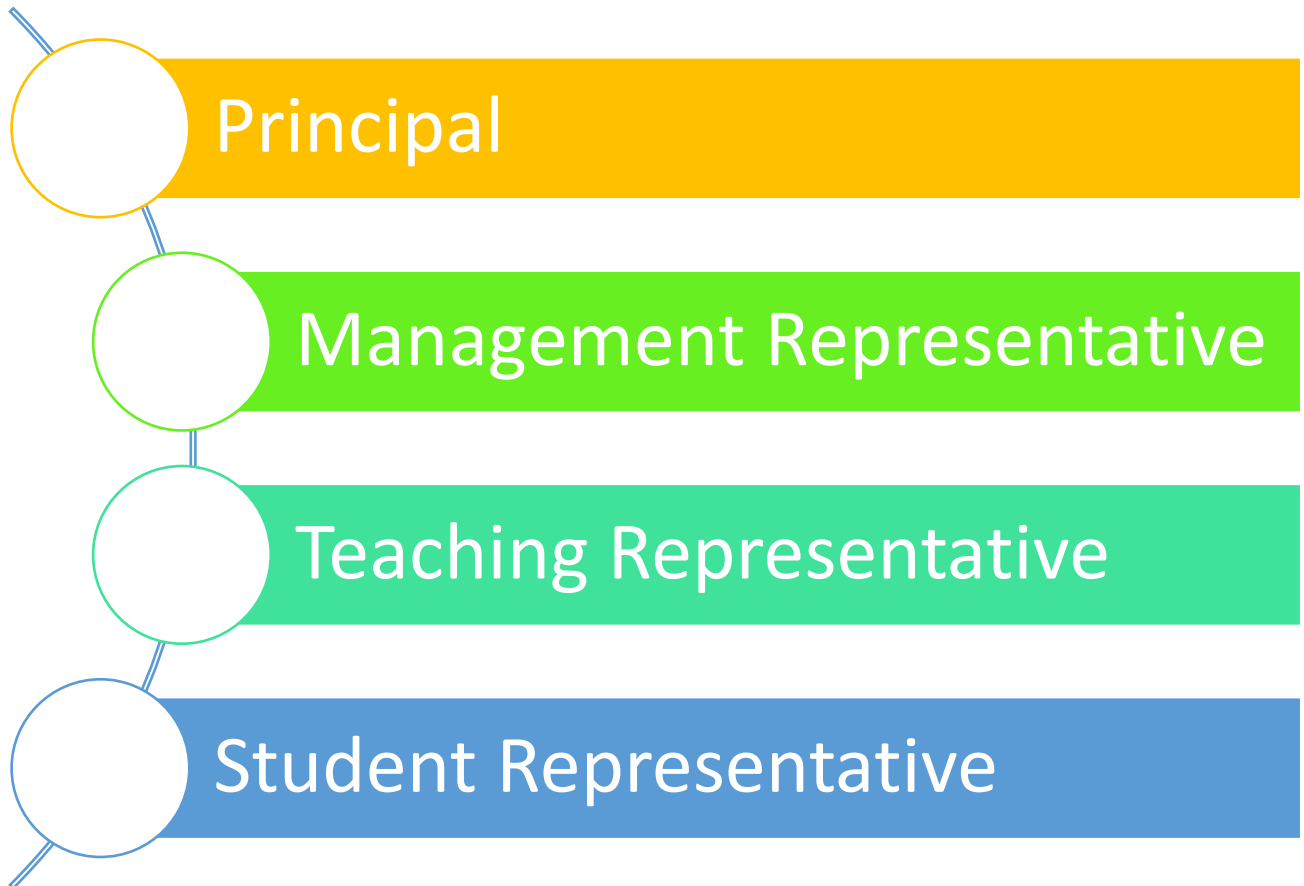 Principal
Management Representative
Teaching Representative
Student Representative